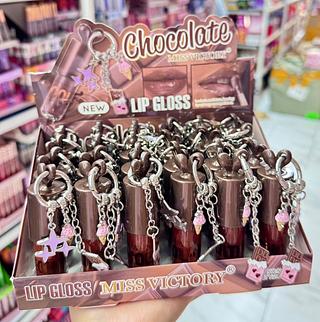 Chocolate
MISS VICTORY®
NEW
LIP GLOSS
LIP GLOSS / MISS VICTORY®